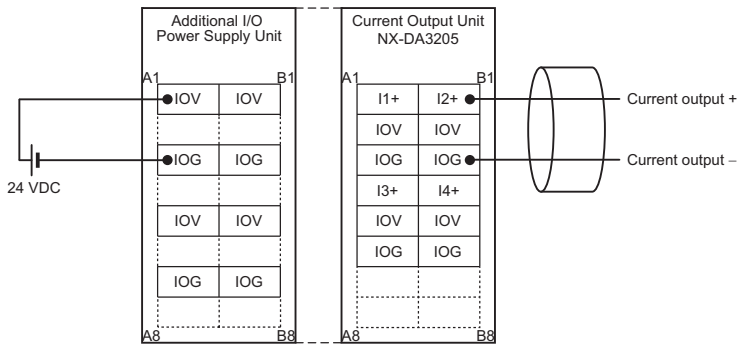 Additional I/O
Power Supply Unit
A1
B1
IOV IOV
IOG IOG
IOV IOV
IOG IOG
A8
B8
24 VDC
Current Output Unit
NX-DA3205
A1
B1
I1+ I2+
IOV IOV
IOG IOG
I3+ I4+
IOV IOV
IOG IOG
A8
B8
Current output +
Current output –